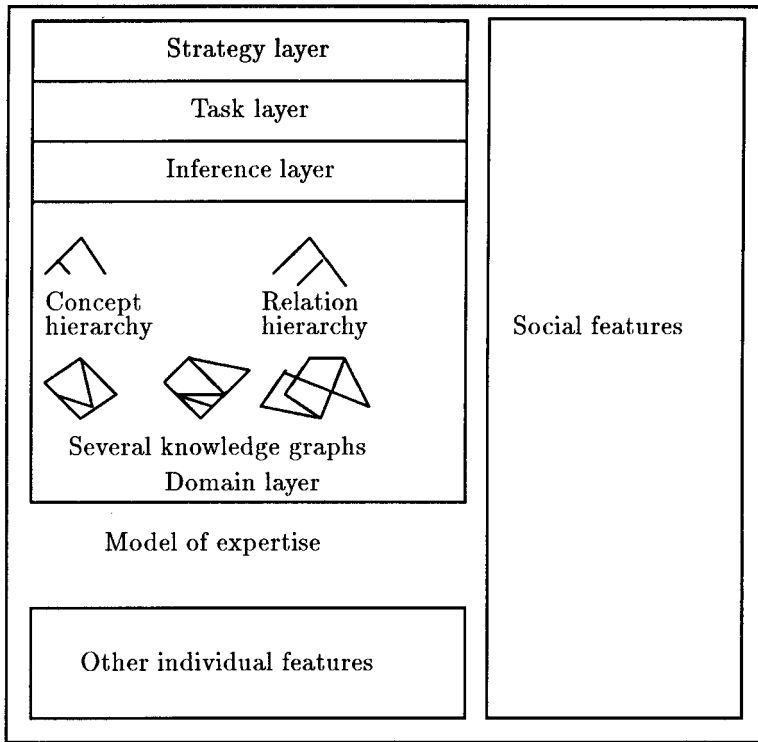 Strategy layer
Task layer
Inference layer
Concept
hierarchy
Relation
hierarchy
Several knowledge graphs
Domain layer
Model of expertise
Other individual features
Social features